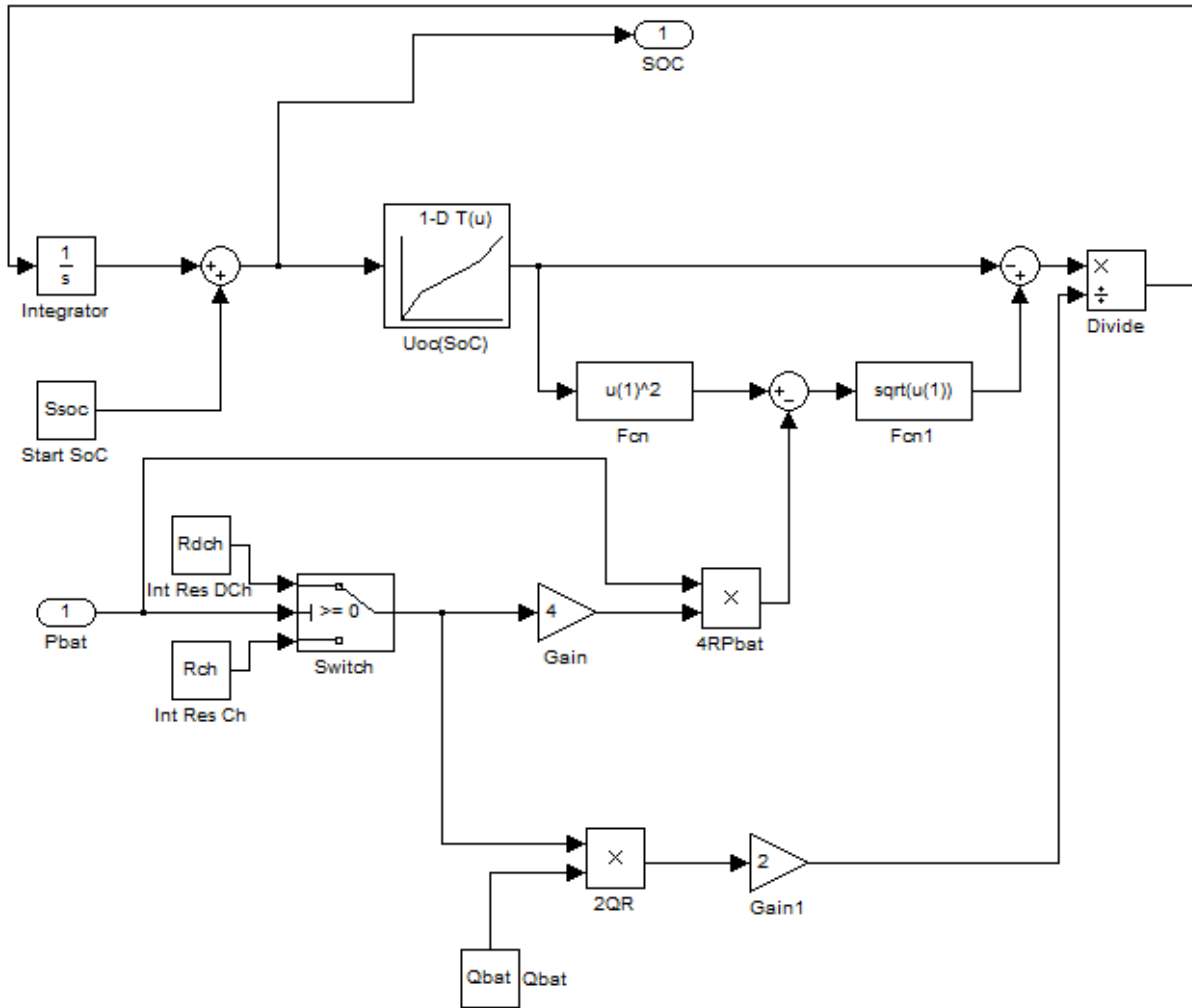 1
SOC
1-D T(u)
1
s
+
+
-
+
×
÷
Integrator
Uoc(SoC)
Divide
Ssoc
u(1)^2
+
-
sqrt(u(1))
Start SoC
Fcn
Fcn1
Rdch
Int Res DCh
1
>= 0
4
×
Pbat
4RPbat
Rch
Switch
Gain
Int Res Ch
×
2
2QR
Gain1
Qbat
Qbat